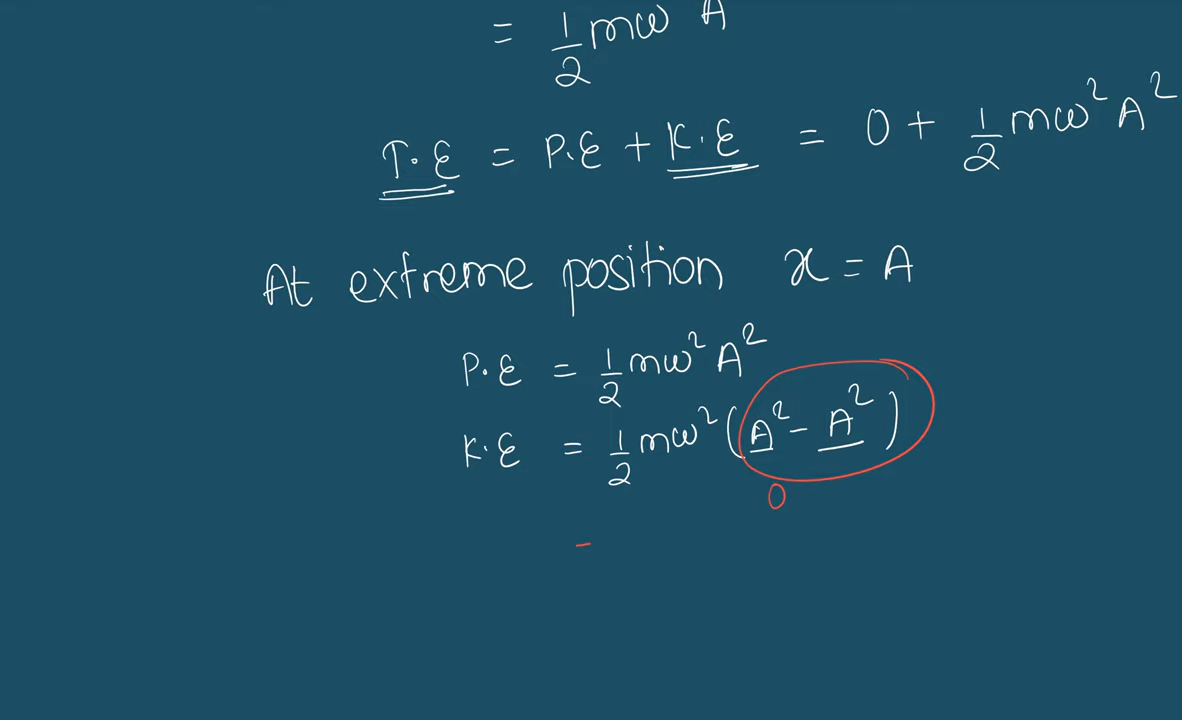 = 1/2 mω A
T.E = P.E + K.E = 0 + 1/2 mω² A²
At extreme position x = A
P.E = 1/2 mω² A²
K.E = 1/2 mω² (A² - A²)
0
-